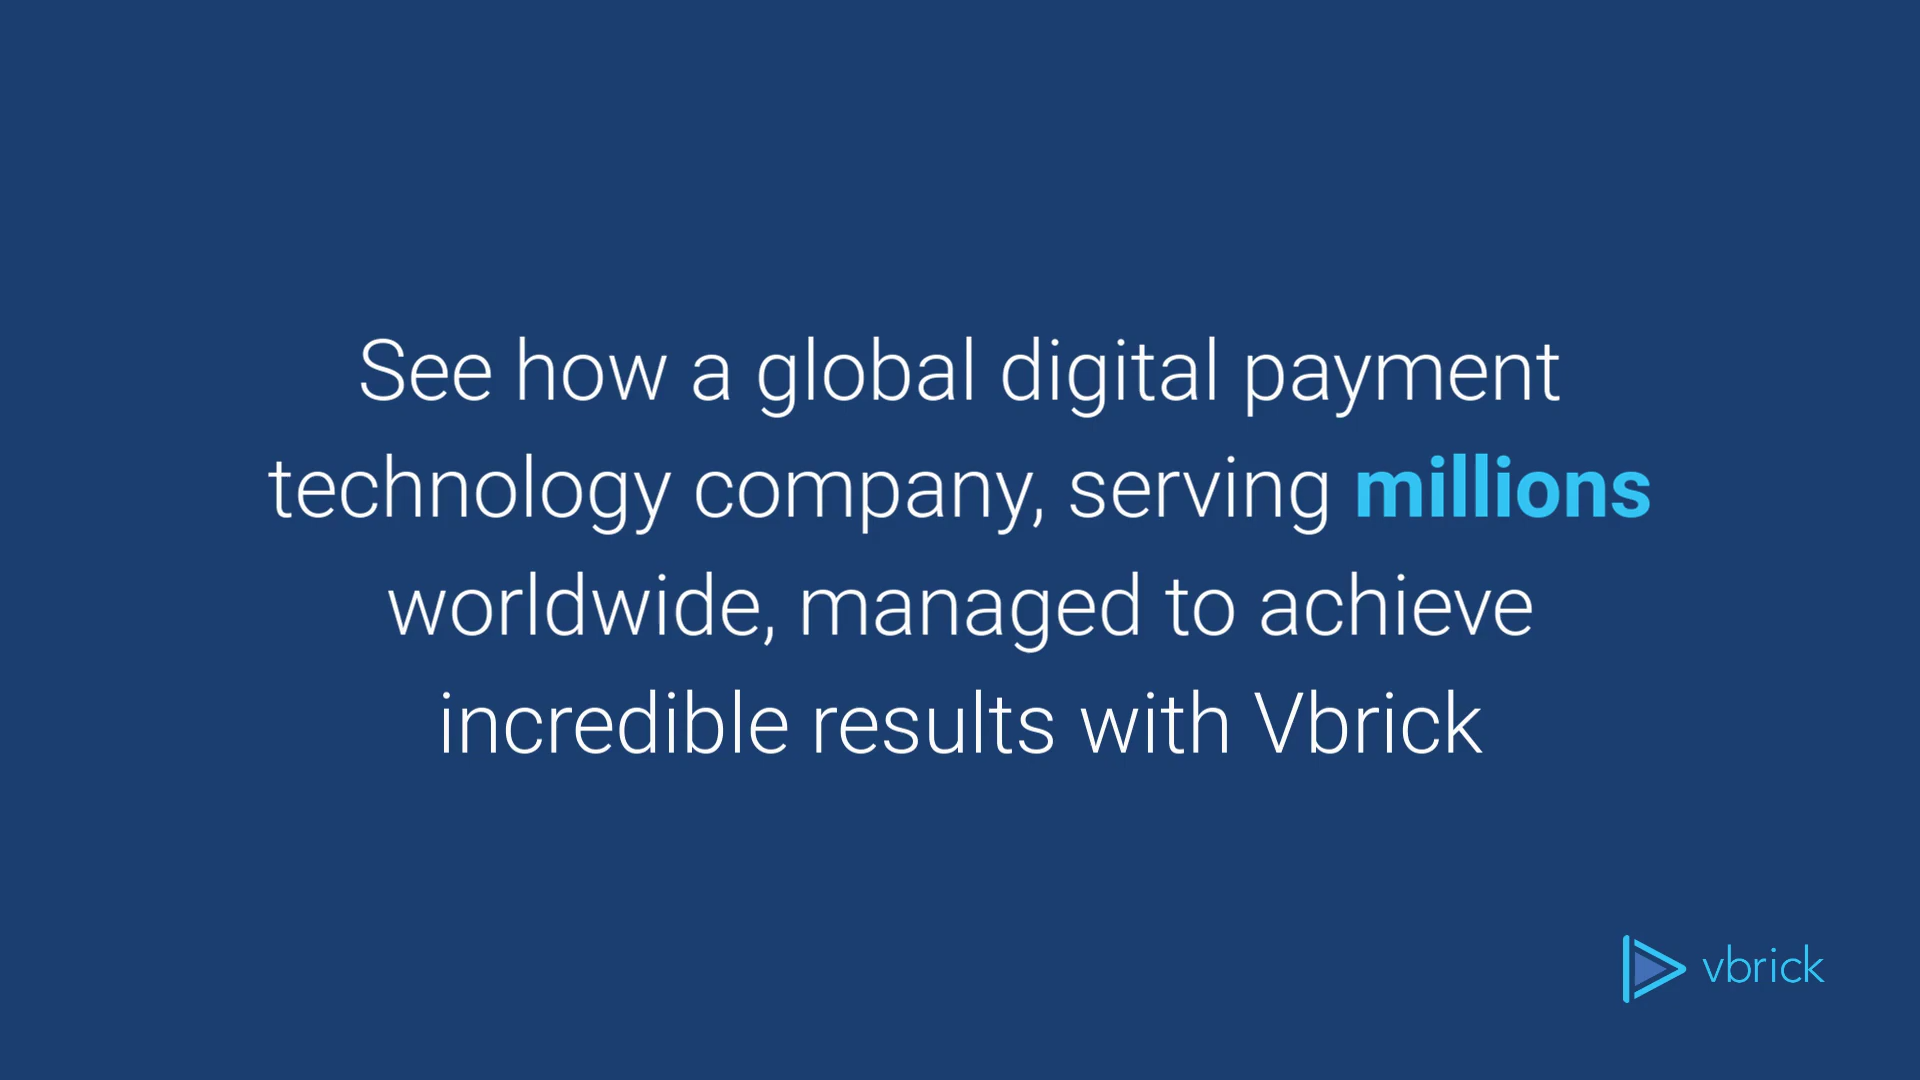 See how a global digital payment
technology company, serving millions
worldwide, managed to achieve
incredible results with Vbrick
vbrick